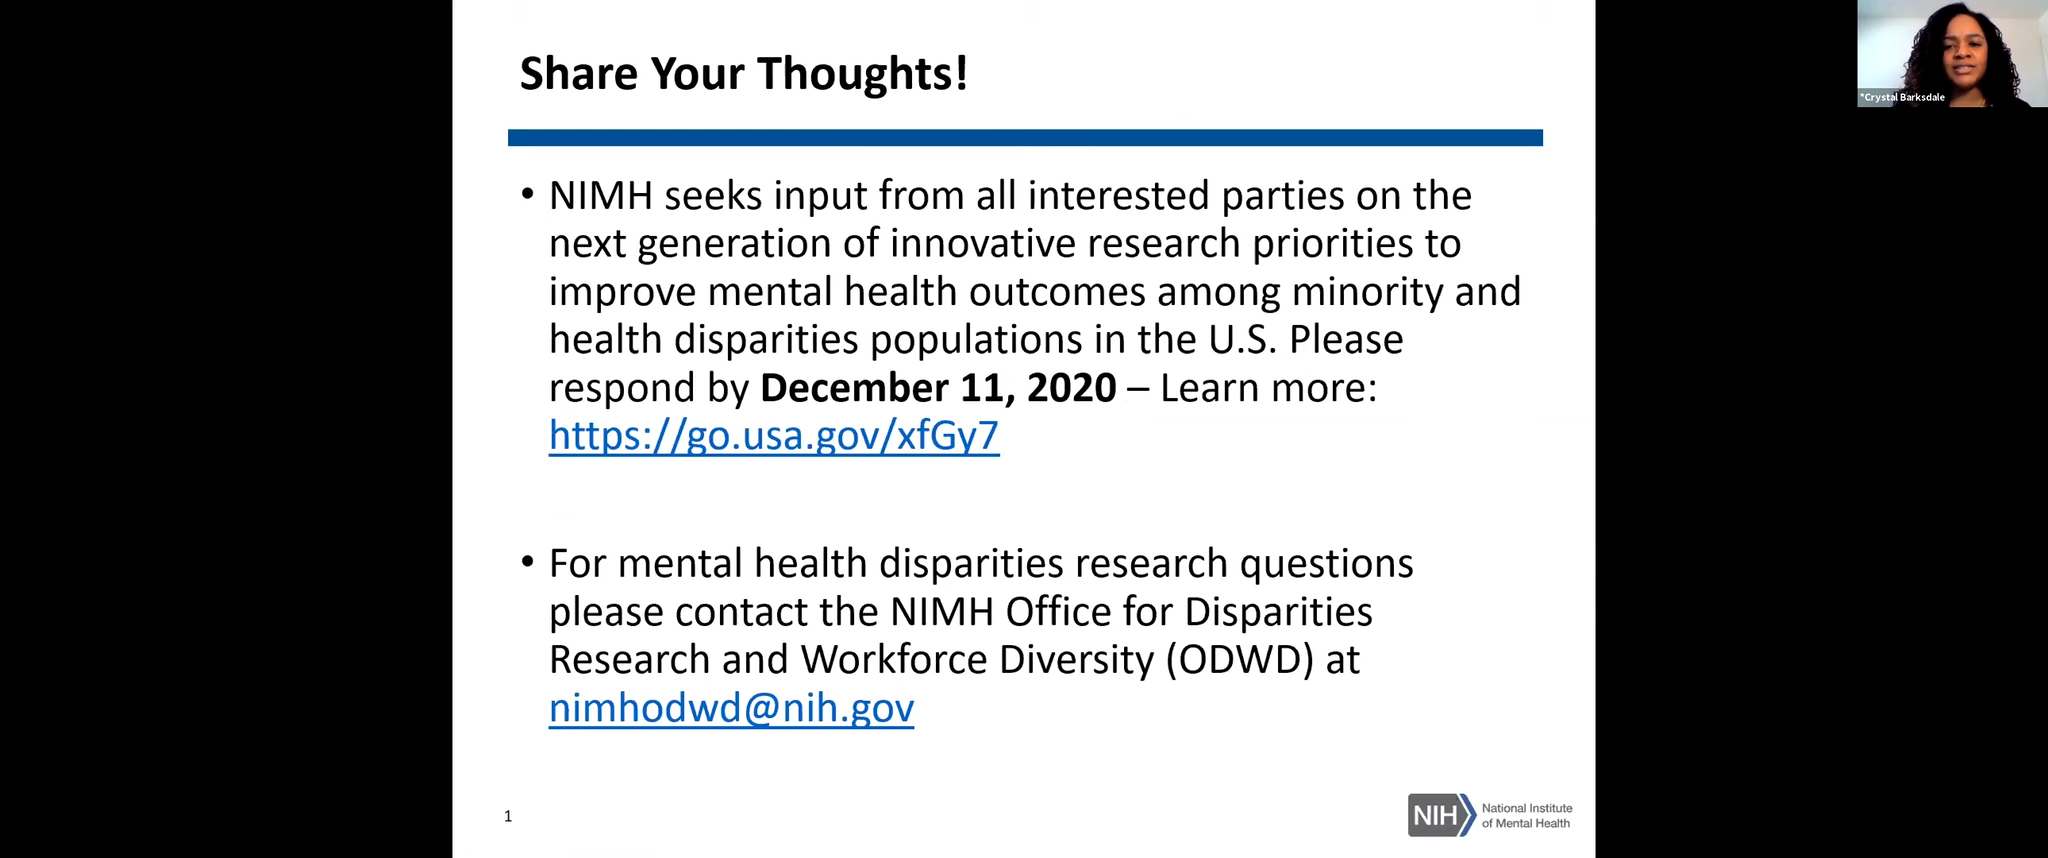 Share Your Thoughts!
*Crystal Barksdale
• NIMH seeks input from all interested parties on the
next generation of innovative research priorities to
improve mental health outcomes among minority and
health disparities populations in the U.S. Please
respond by December 11, 2020 – Learn more:
https://go.usa.gov/xfGy7
• For mental health disparities research questions
please contact the NIMH Office for Disparities
Research and Workforce Diversity (ODWD) at
nimhodwd@nih.gov
1
NIH
National Institute
of Mental Health